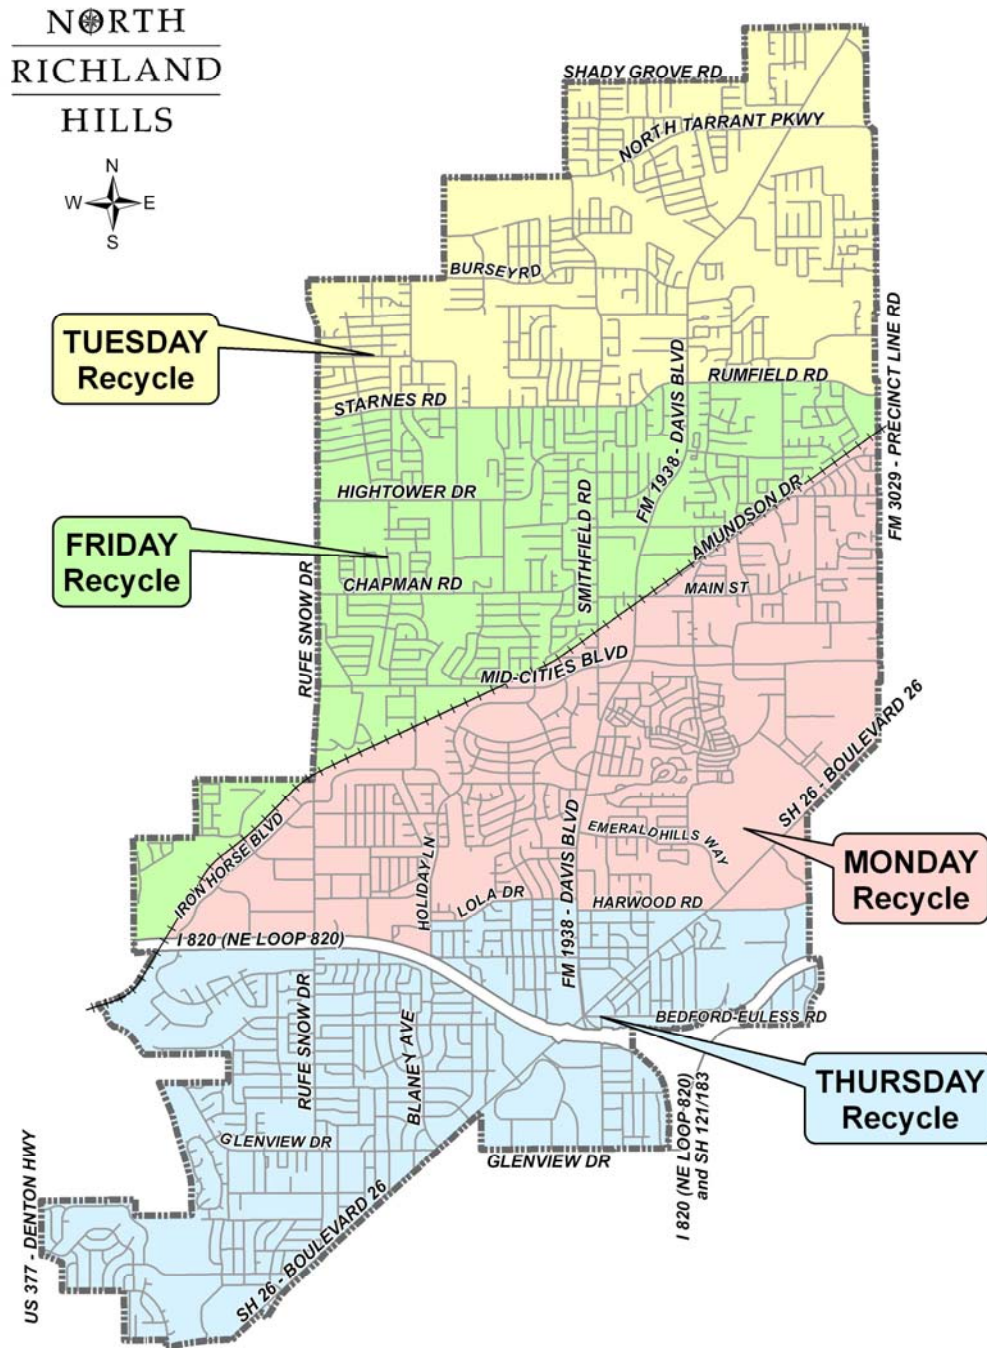 NORTH
RICHLAND
HILLS
N
W
E
S
SHADY GROVE RD
NORTH TARRANT PKWY
BURSEY RD
TUESDAY
Recycle
FM 3029 - PRECINCT LINE RD
RUMFIELD RD
STARNES RD
FM 1938 - DAVIS BLVD
HIGHTOWER DR
SMITHFIELD RD
AMUNDSON DR
FRIDAY
Recycle
CHAPMAN RD
MAIN ST
RUFE SNOW DR
MID-CITIES BLVD
SH 26 - BOULEVARD 26
IRON HORSE BLVD
EMERALD HILLS WAY
MONDAY
Recycle
HOLIDAY LN
LOLA DR
FM 1938 - DAVIS BLVD
HARWOOD RD
I 820 (NE LOOP 820)
RUFE SNOW DR
BLANEY AVE
BEDFORD-EULESS RD
THURSDAY
Recycle
GLENVIEW DR
GLENVIEW DR
I 820 (NE LOOP 820)
and SH 121/183
US 377 - DENTON HWY
SH 26 - BOULEVARD 26